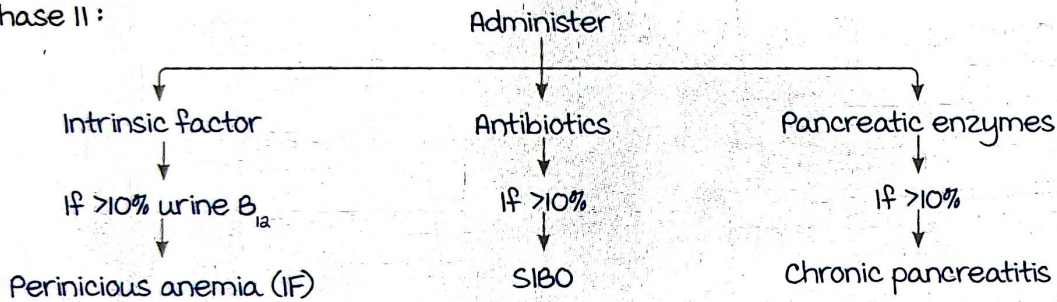 hase II:
Administer
Intrinsic factor Antibiotics Pancreatic enzymes
If >10% urine B12 If >10% If >10%
Perinicious anemia (IF) SIBO Chronic pancreatitis